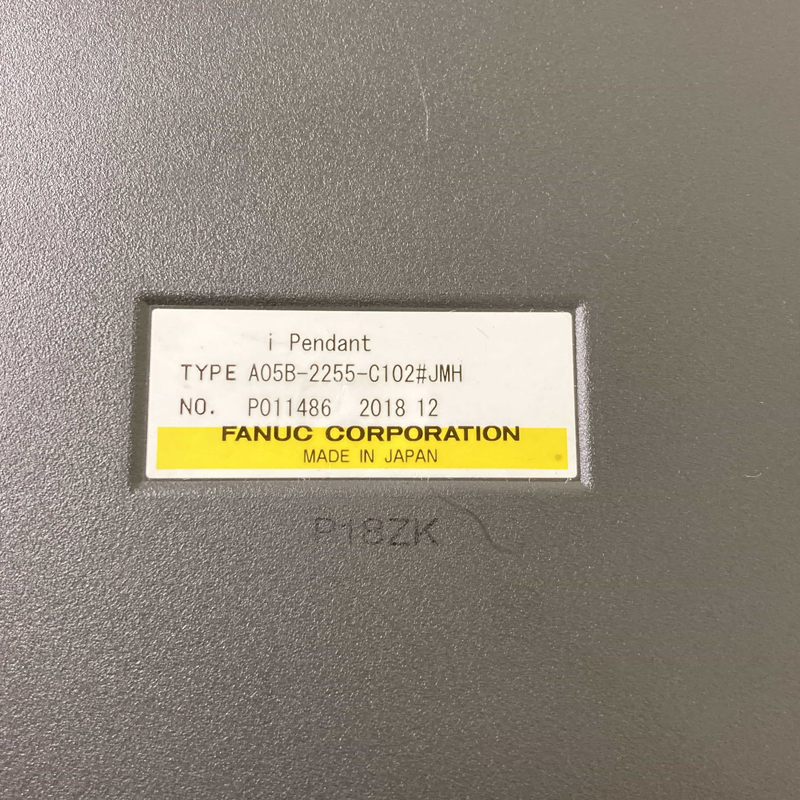 i Pendant
TYPE A05B-2255-C102#JMH
NO. P011486 2018 12
FANUC CORPORATION
MADE IN JAPAN
P18ZK